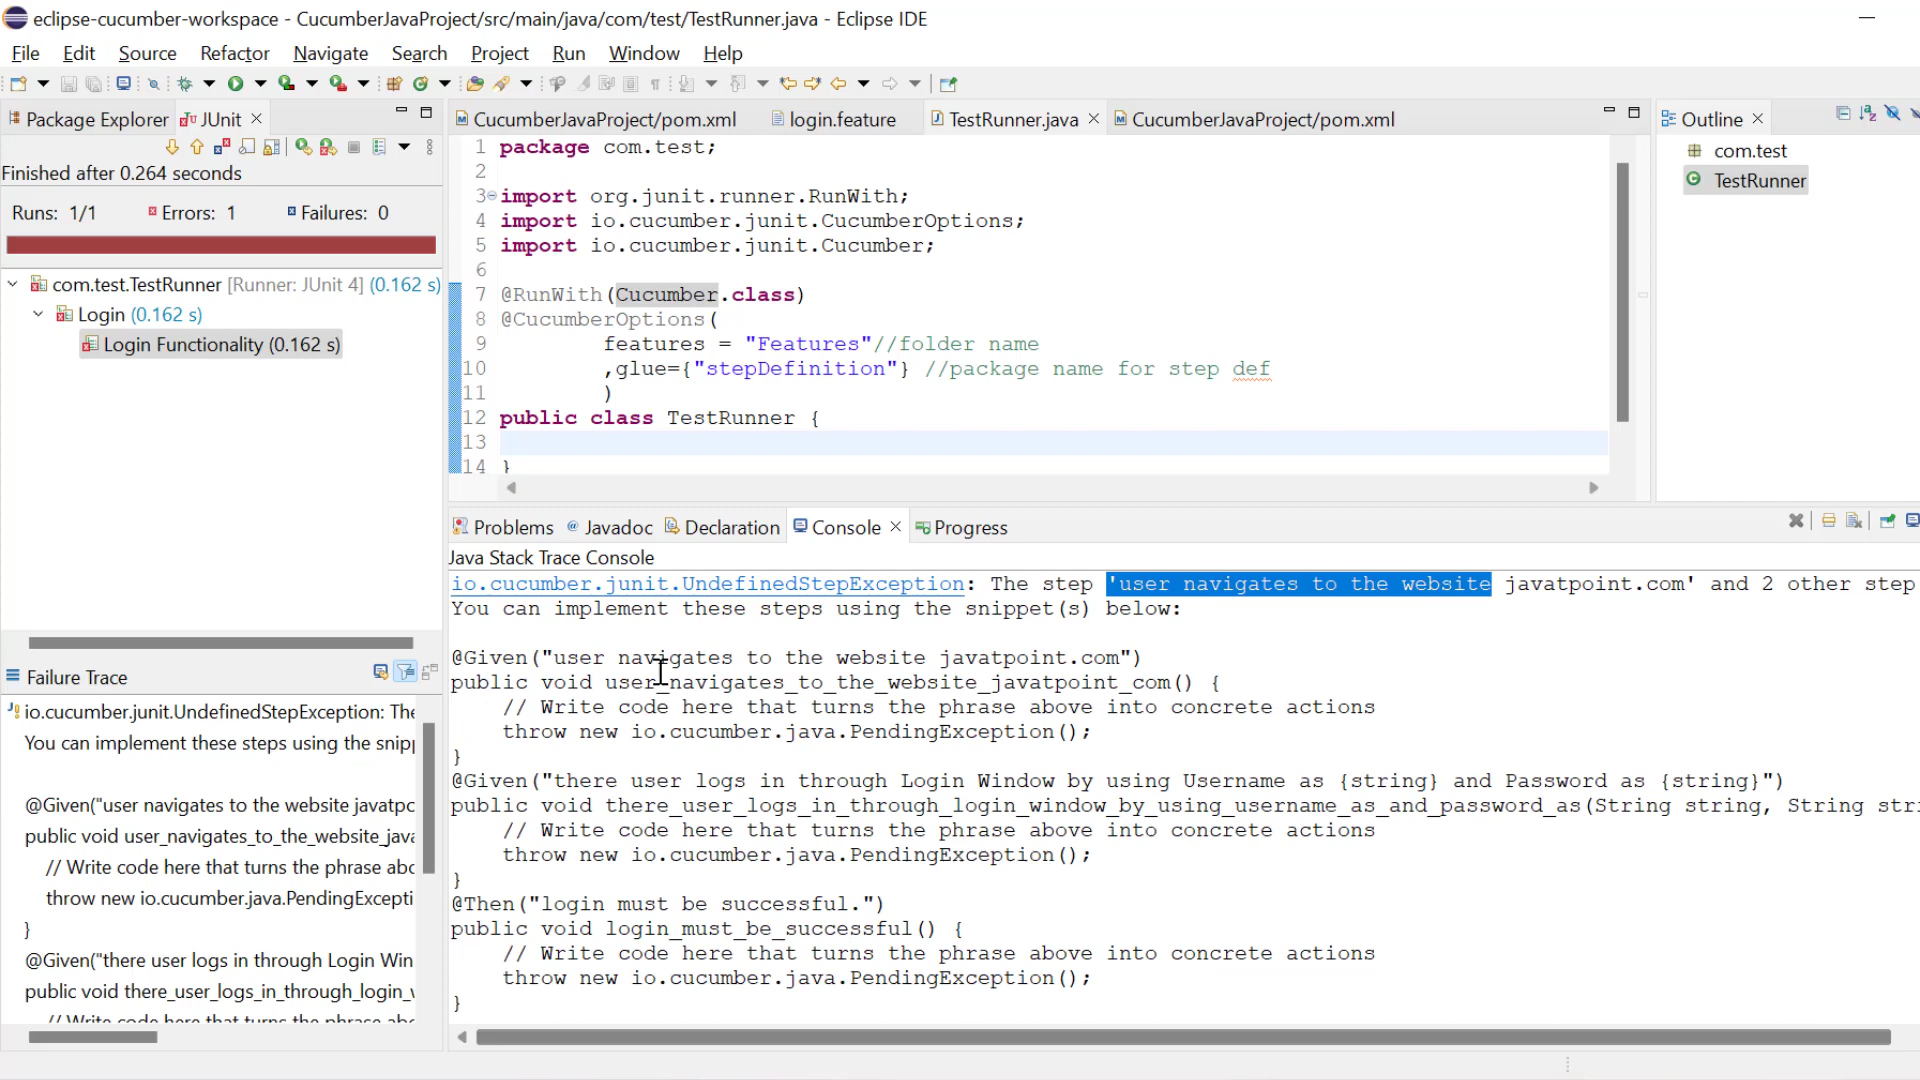 eclipse-cucumber-workspace - CucumberJavaProject/src/main/java/com/test/TestRunner.java - Eclipse IDE
File Edit Source Refactor Navigate Search Project Run Window Help
Package Explorer JUnit
Finished after 0.264 seconds
Runs: 1/1 Errors: 1 Failures: 0
com.test.TestRunner [Runner: JUnit 4] (0.162 s)
Login (0.162 s)
Login Functionality (0.162 s)
Failure Trace
io.cucumber.junit.UndefinedStepException: The
You can implement these steps using the snipp
@Given("user navigates to the website javatpc
public void user_navigates_to_the_website_java
// Write code here that turns the phrase abo
throw new io.cucumber.java.PendingExcepti
}
@Given("there user logs in through Login Win
public void there_user_logs_in_through_login_w
// Write code here that turns the phrase abo
CucumberJavaProject/pom.xml login.feature TestRunner.java CucumberJavaProject/pom.xml
1 package com.test;
2
3 import org.junit.runner.RunWith;
4 import io.cucumber.junit.CucumberOptions;
5 import io.cucumber.junit.Cucumber;
6
7 @RunWith(Cucumber.class)
8 @CucumberOptions(
9 features = "Features"//folder name
10 ,glue={"stepDefinition"} //package name for step def
11 )
12 public class TestRunner {
13
14 }
Outline
com.test
TestRunner
Problems Javadoc Declaration Console Progress
Java Stack Trace Console
io.cucumber.junit.UndefinedStepException: The step 'user navigates to the website javatpoint.com' and 2 other step
You can implement these steps using the snippet(s) below:
@Given("user navigates to the website javatpoint.com")
public void user_navigates_to_the_website_javatpoint_com() {
// Write code here that turns the phrase above into concrete actions
throw new io.cucumber.java.PendingException();
}
@Given("there user logs in through Login Window by using Username as {string} and Password as {string}")
public void there_user_logs_in_through_login_window_by_using_username_as_and_password_as(String string, String stri
// Write code here that turns the phrase above into concrete actions
throw new io.cucumber.java.PendingException();
}
@Then("login must be successful.")
public void login_must_be_successful() {
// Write code here that turns the phrase above into concrete actions
throw new io.cucumber.java.PendingException();
}